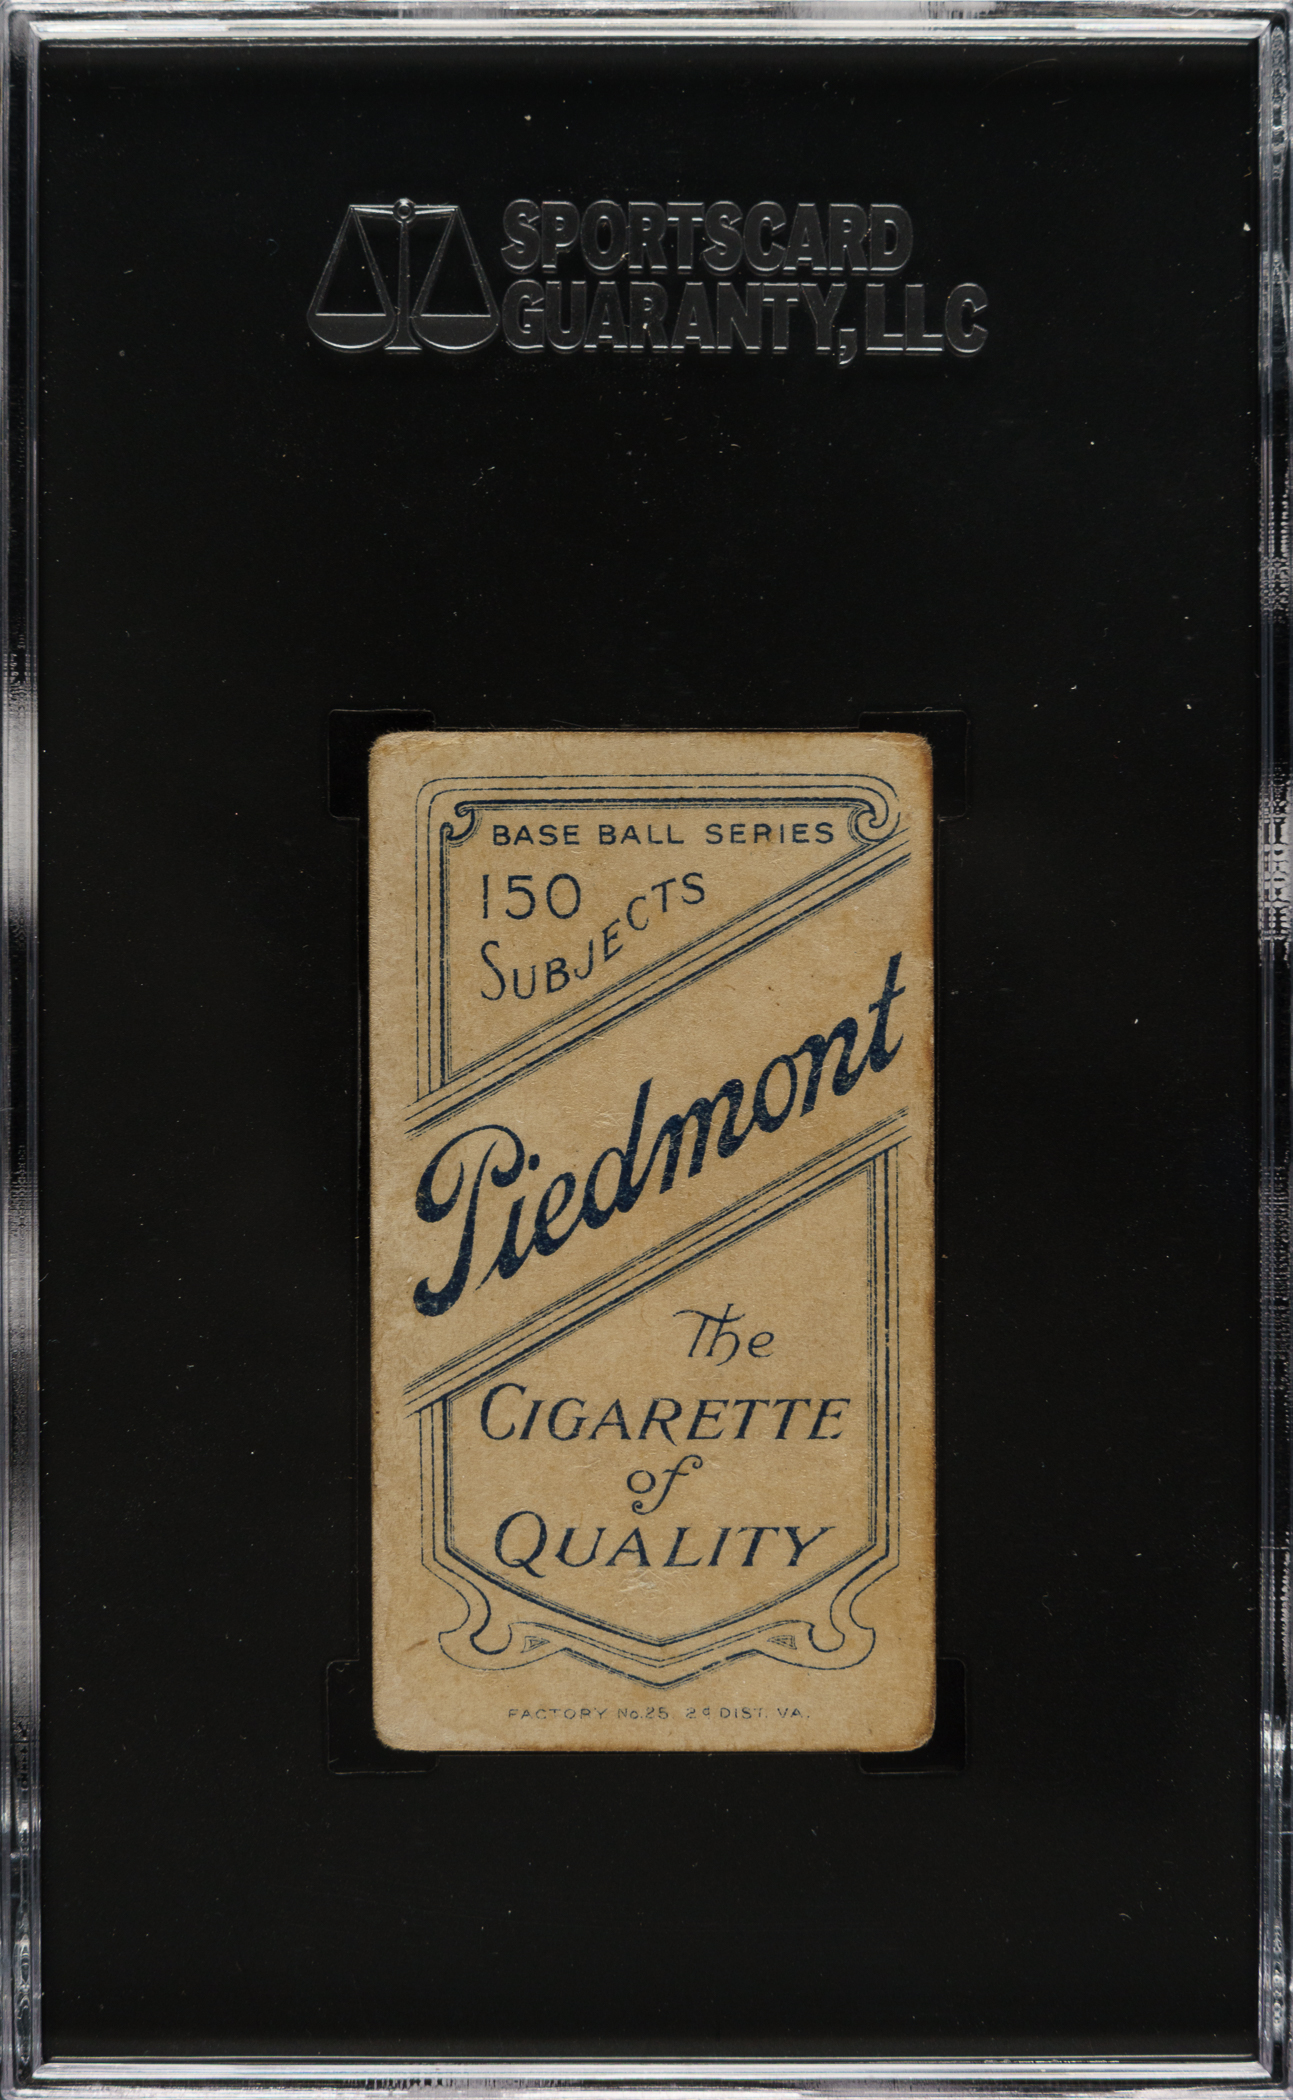 SPORTSCARD
GUARANTY, LLC
BASE BALL SERIES
150
SUBJECTS
Piedmont
The
CIGARETTE
of
QUALITY
FACTORY No. 25. 2d DIST. VA.